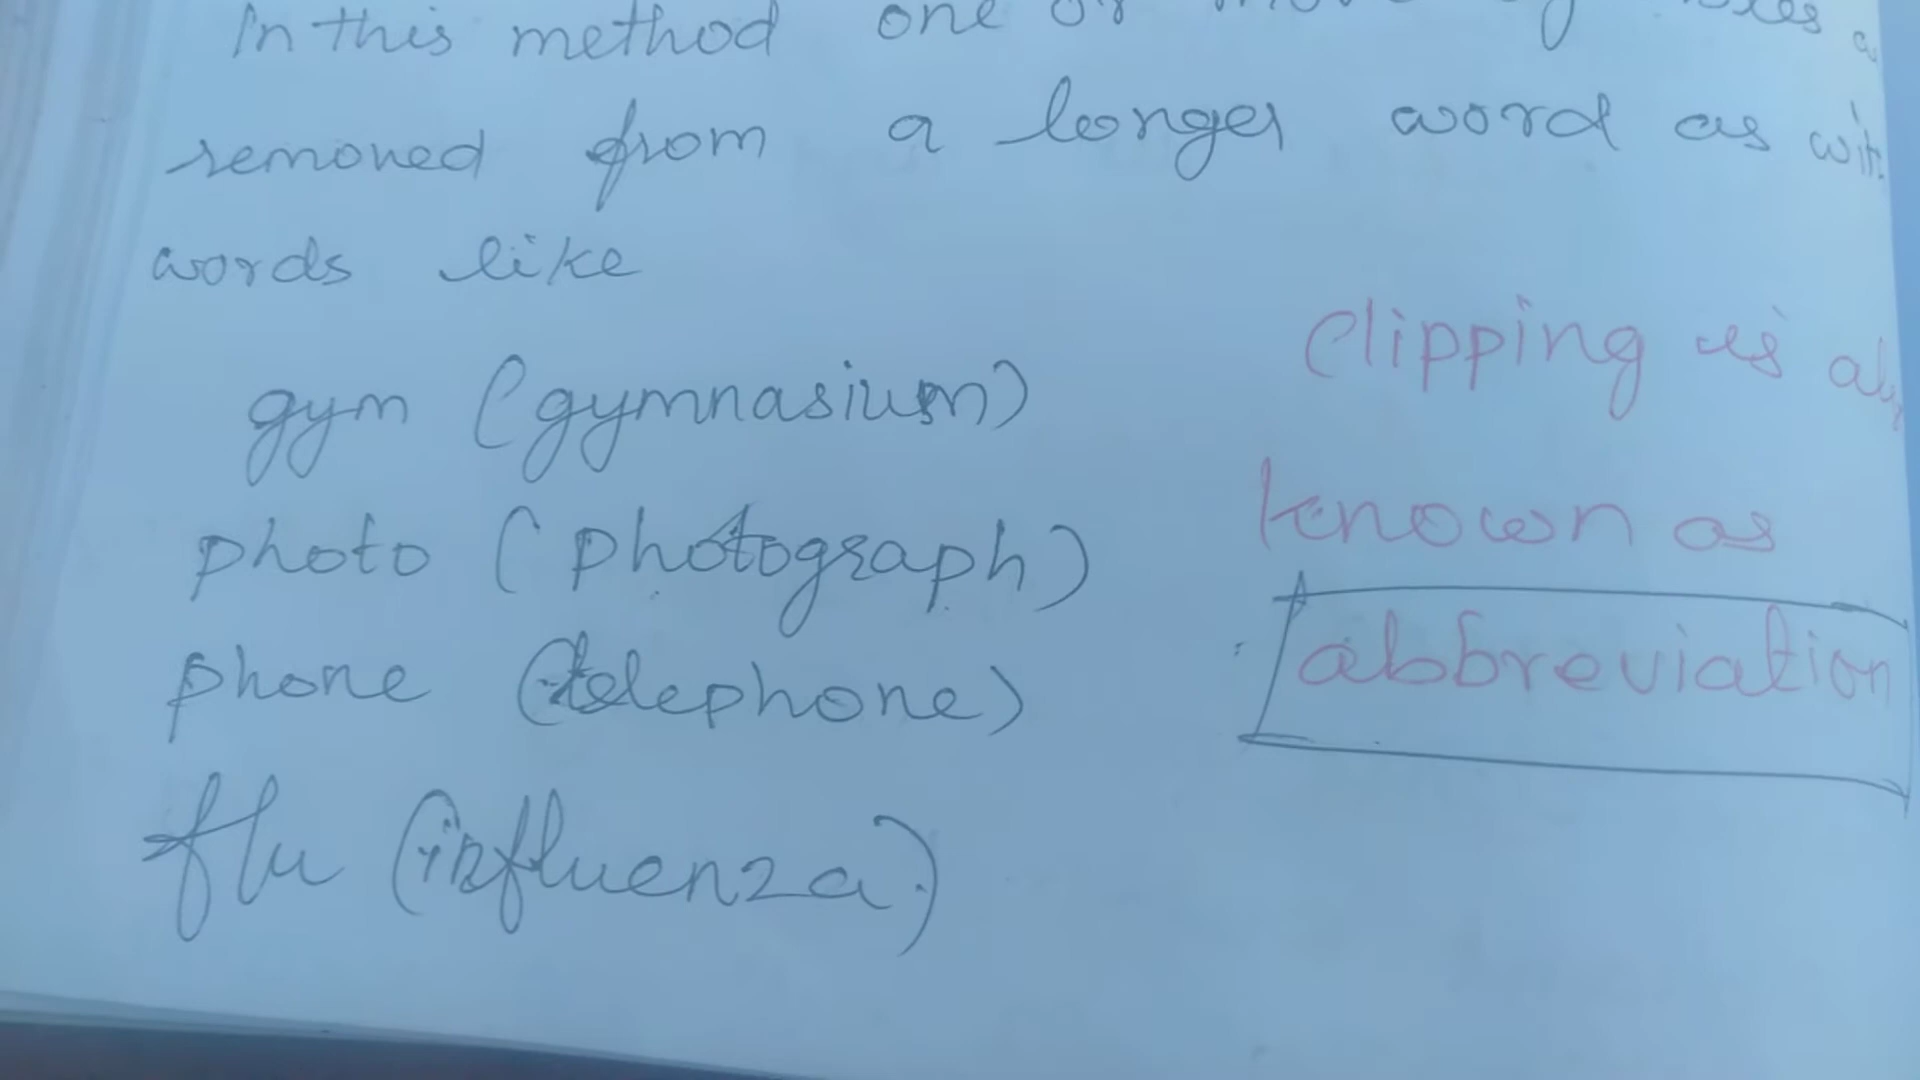 In this method one or
removed from a longer word as with
words like
gym (gymnasium)
photo (photograph)
phone (telephone)
flu (influenza)
Clipping is
known as
abbreviation